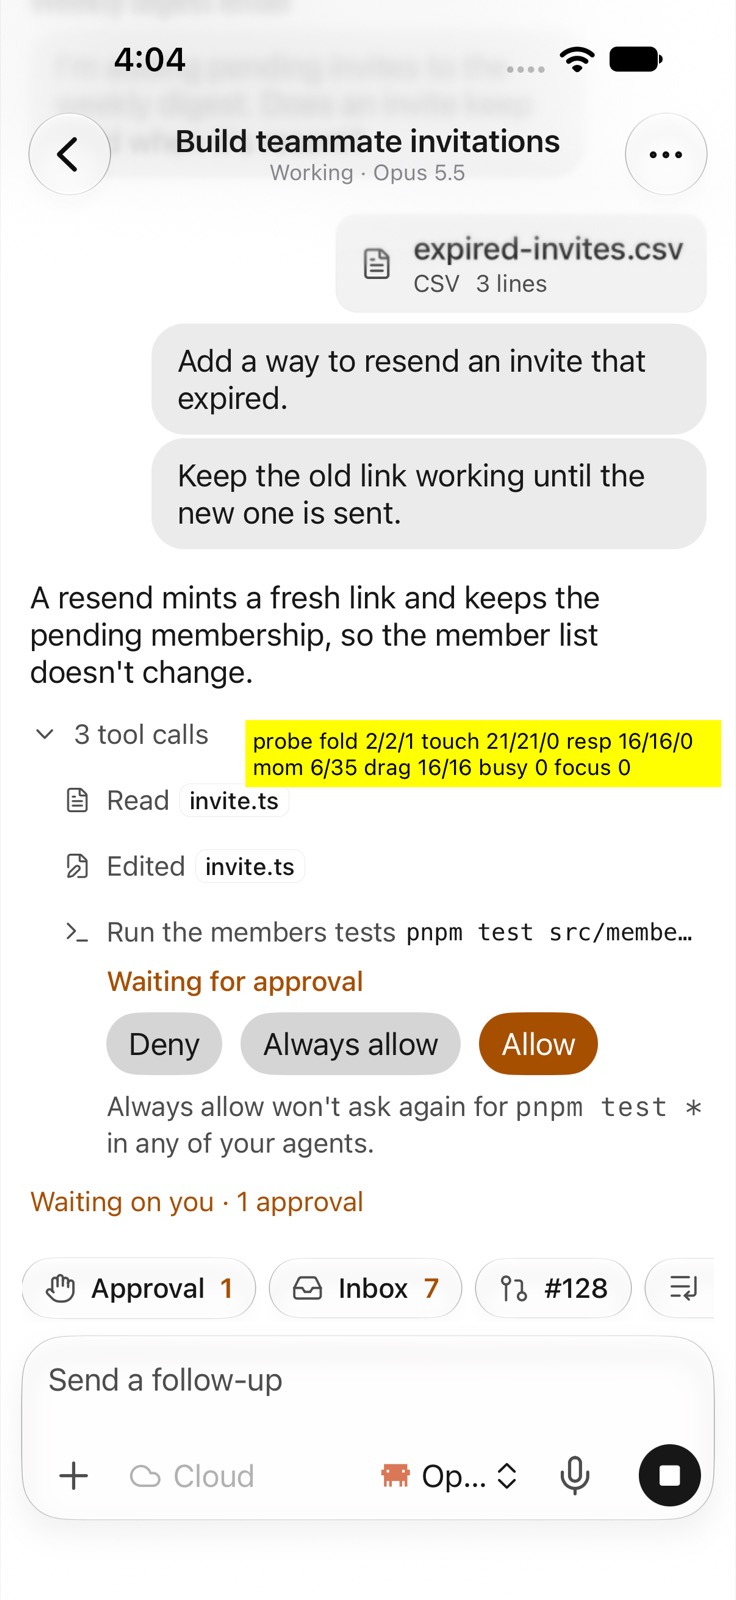 4:04
Build teammate invitations
Working · Opus 5.5
expired-invites.csv
CSV 3 lines
Add a way to resend an invite that
expired.
Keep the old link working until the
new one is sent.
A resend mints a fresh link and keeps the
pending membership, so the member list
doesn't change.
3 tool calls
probe fold 2/2/1 touch 21/21/0 resp 16/16/0
mom 6/35 drag 16/16 busy 0 focus 0
Read invite.ts
Edited invite.ts
Run the members tests pnpm test src/membe…
Waiting for approval
Deny
Always allow
Allow
Always allow won't ask again for pnpm test *
in any of your agents.
Waiting on you · 1 approval
Approval 1
Inbox 7
#128
Send a follow-up
Cloud
Op...